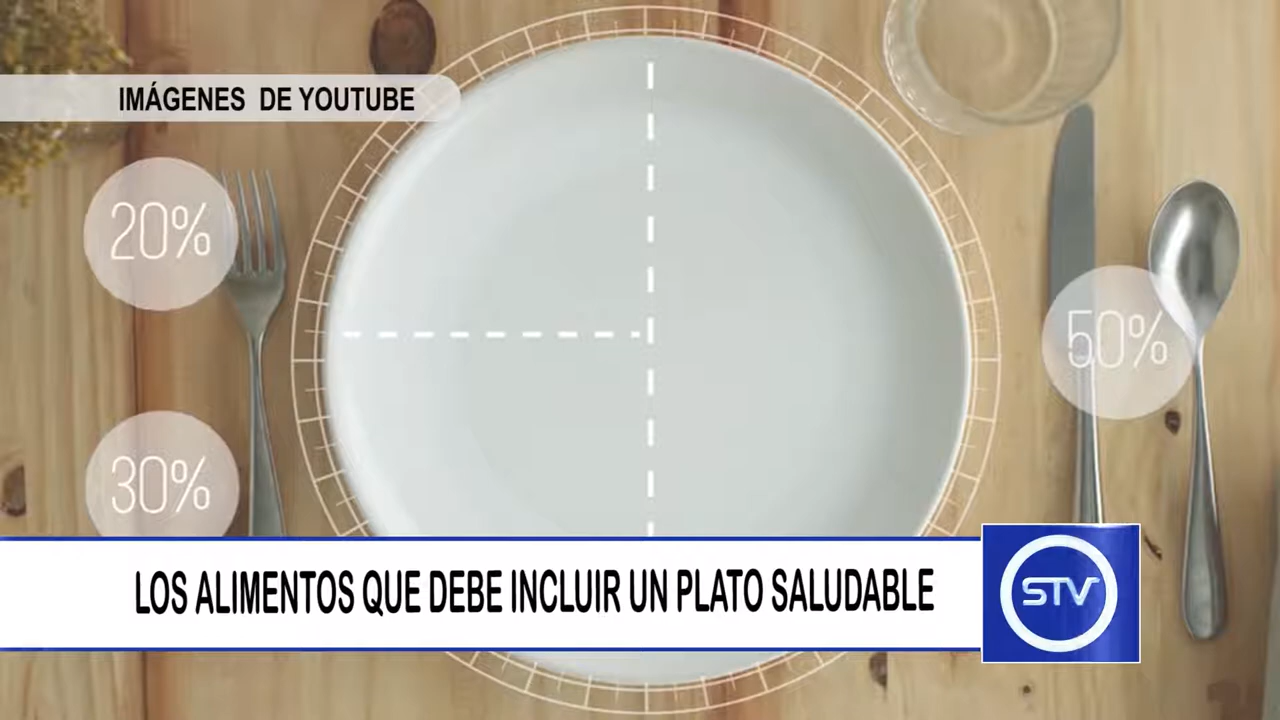 IMÁGENES DE YOUTUBE
20%
50%
30%
LOS ALIMENTOS QUE DEBE INCLUIR UN PLATO SALUDABLE
STV